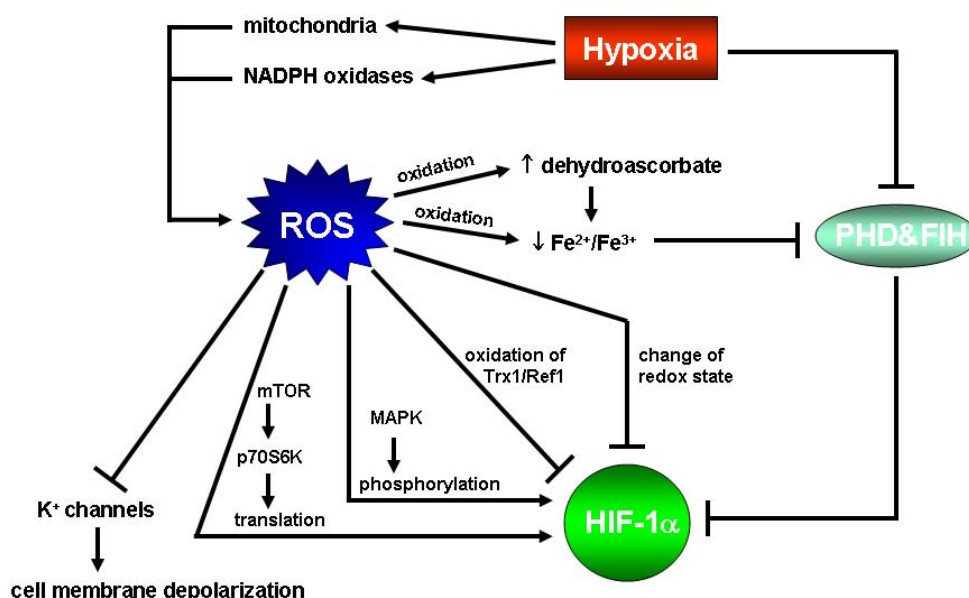 mitochondria
Hypoxia
NADPH oxidases
oxidation
↑ dehydroascorbate
ROS
oxidation
↓ Fe²⁺/Fe³⁺
PHD&FIH
oxidation of
Trx1/Ref1
change of
redox state
mTOR
MAPK
p70S6K
phosphorylation
K⁺ channels
translation
HIF-1α
cell membrane depolarization